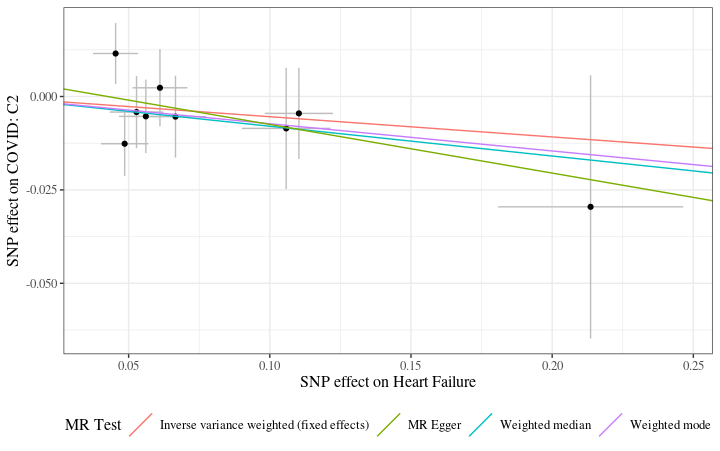 SNP effect on COVID: C2
0.000
-0.025
-0.050
0.05 0.10 0.15 0.20 0.25
SNP effect on Heart Failure
MR Test Inverse variance weighted (fixed effects) MR Egger Weighted median Weighted mode